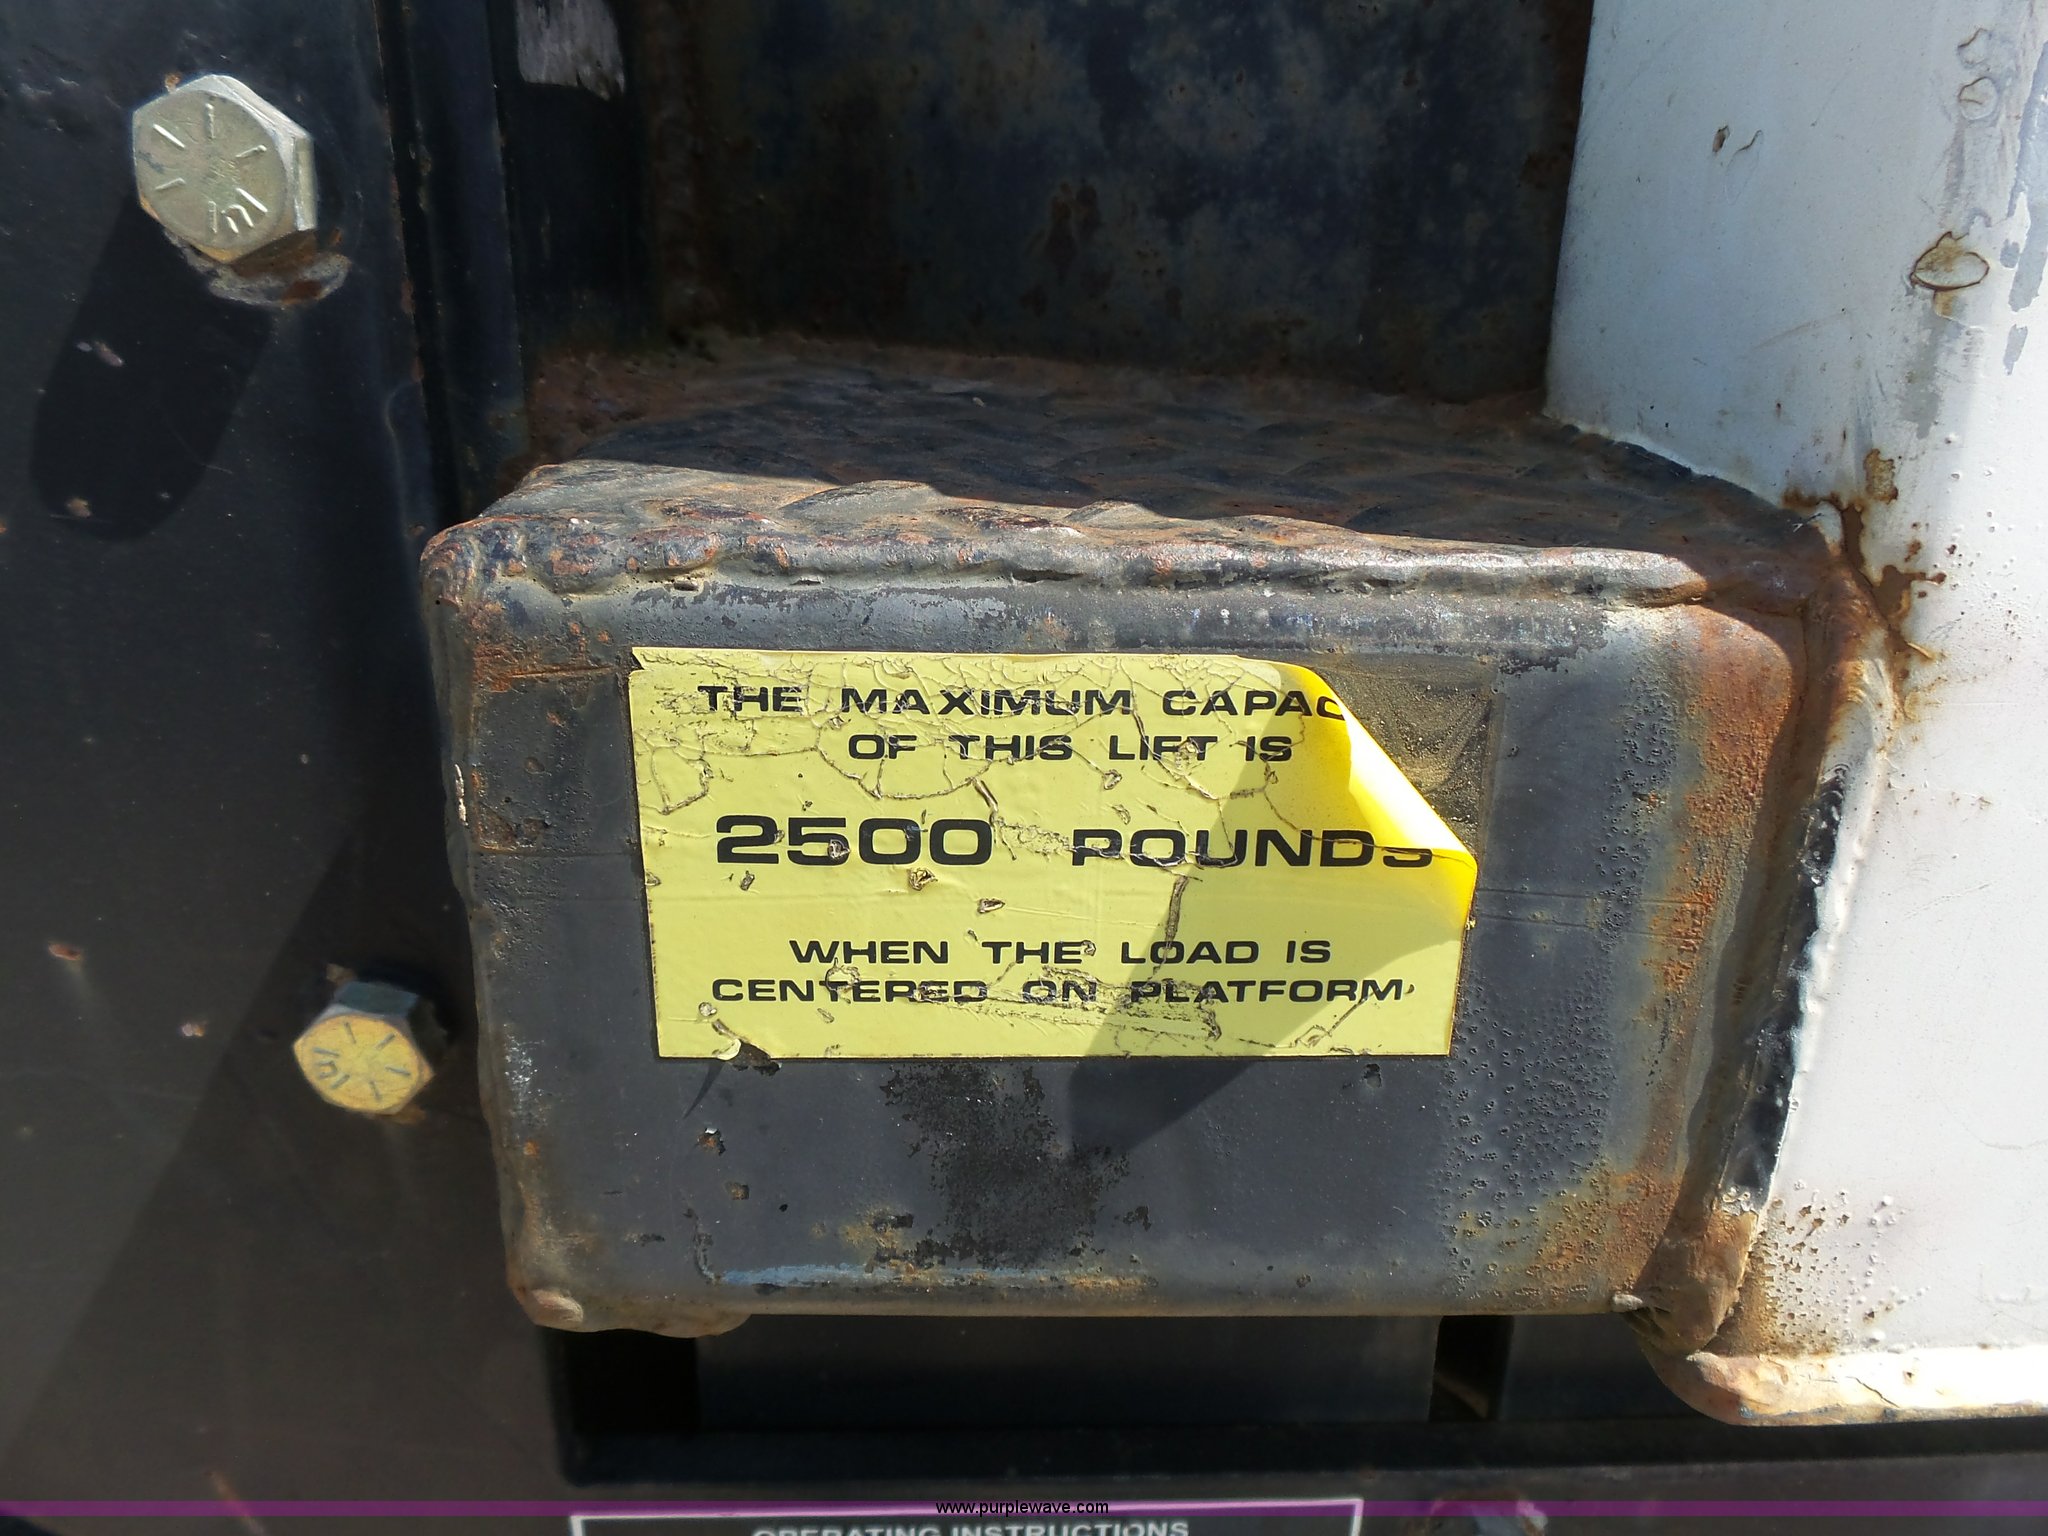 THE MAXIMUM CAPAC
OF THIS LIFT IS
2500 POUNDS
WHEN THE LOAD IS
CENTERED ON PLATFORM
www.purplewave.com
OPERATING INSTRUCTIONS